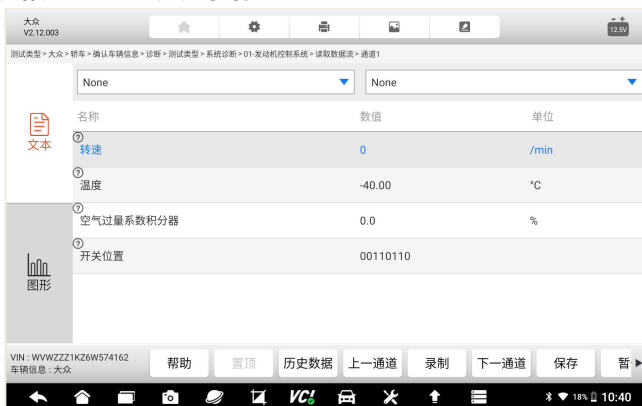 大众
V2.12.003
12.5V
测试类型 > 大众 > 轿车 > 确认车辆信息 > 诊断 > 测试类型 > 系统诊断 > 01-发动机控制系统 > 读取数据流 > 通道1
None
None
文本
名称 数值 单位
转速 0 /min
温度 -40.00 °C
空气过量系数积分器 0.0 %
开关位置 00110110
图形
VIN : WVWZZZ1KZ6W574162
车辆信息 : 大众
帮助 置顶 历史数据 上一通道 录制 下一通道 保存 暂
VC!
18% 10:40